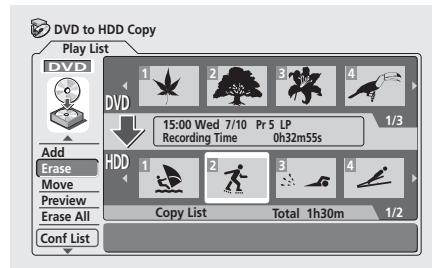 DVD to HDD Copy
Play List
DVD
1 2 3 4
DVD
1/3
15:00 Wed 7/10 Pr 5 LP
Recording Time 0h32m55s
Add
Erase
Move
Preview
Erase All
Conf List
HDD
1 2 3 4
Copy List Total 1h30m 1/2